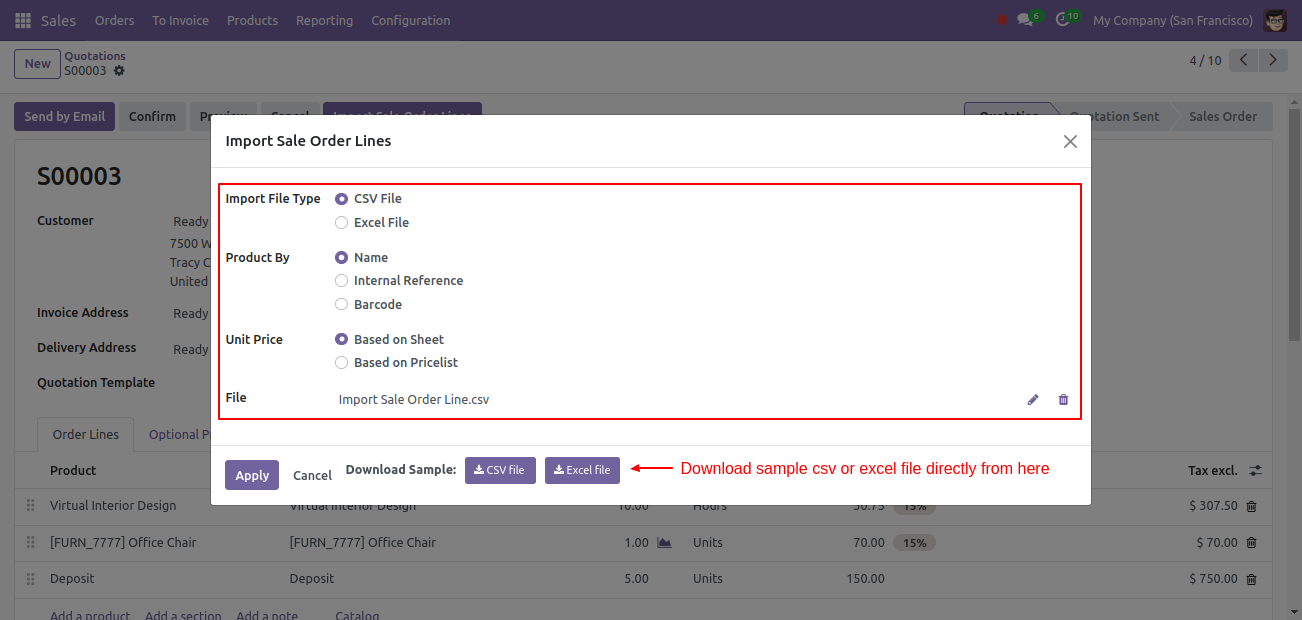 Sales Orders To Invoice Products Reporting Configuration 6 10 My Company (San Francisco)
New Quotations
S00003
4 / 10
Send by Email Confirm Preview Cancel Import Sale Order Lines Quotation Quotation Sent Sales Order
Import Sale Order Lines
S00003
Import File Type CSV File
Excel File
Customer Ready
7500 W
Tracy C
United
Product By Name
Internal Reference
Barcode
Invoice Address Ready
Unit Price Based on Sheet
Based on Pricelist
Delivery Address Ready
Quotation Template
File Import Sale Order Line.csv
Order Lines Optional Pr
Product Tax excl.
Apply Cancel Download Sample: CSV file Excel file Download sample csv or excel file directly from here
Virtual Interior Design Virtual Interior Design 10.00 Hours 30.75 15% $ 307.50
[FURN_7777] Office Chair [FURN_7777] Office Chair 1.00 Units 70.00 15% $ 70.00
Deposit Deposit 5.00 Units 150.00 $ 750.00
Add a product Add a section Add a note Catalog